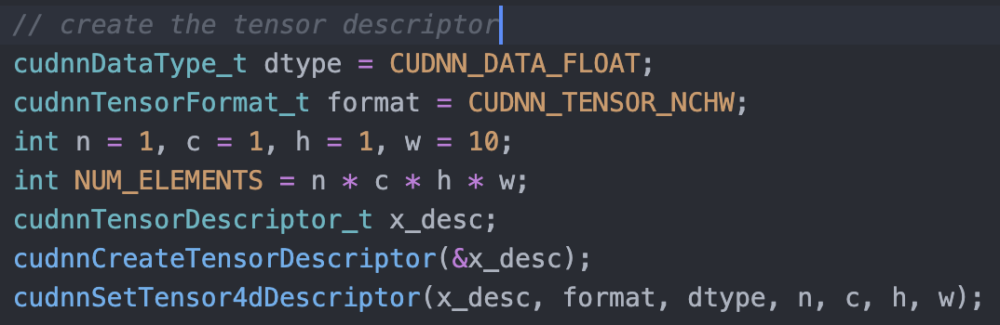 // create the tensor descriptor
cudnnDataType_t dtype = CUDNN_DATA_FLOAT;
cudnnTensorFormat_t format = CUDNN_TENSOR_NCHW;
int n = 1, c = 1, h = 1, w = 10;
int NUM_ELEMENTS = n * c * h * w;
cudnnTensorDescriptor_t x_desc;
cudnnCreateTensorDescriptor(&x_desc);
cudnnSetTensor4dDescriptor(x_desc, format, dtype, n, c, h, w);